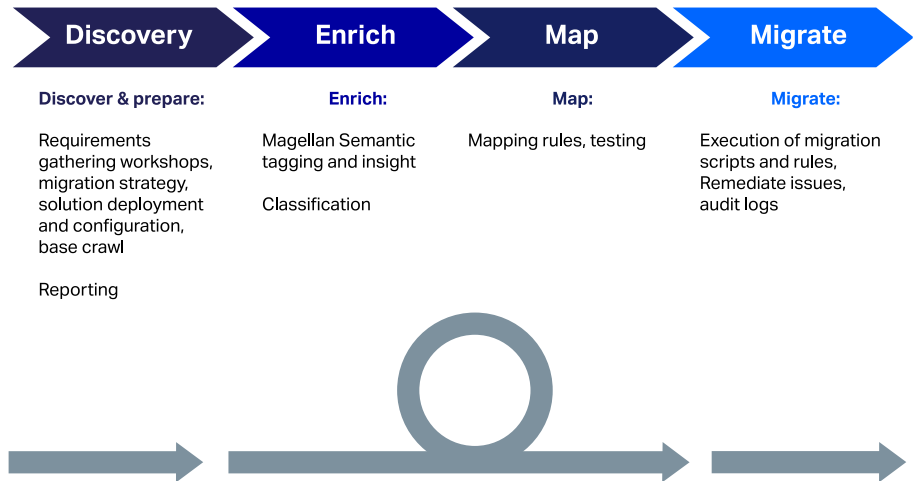 Discovery
Enrich
Map
Migrate
Discover & prepare:
Requirements
gathering workshops,
migration strategy,
solution deployment
and configuration,
base crawl
Reporting
Enrich:
Magellan Semantic
tagging and insight
Classification
Map:
Mapping rules, testing
Migrate:
Execution of migration
scripts and rules,
Remediate issues,
audit logs